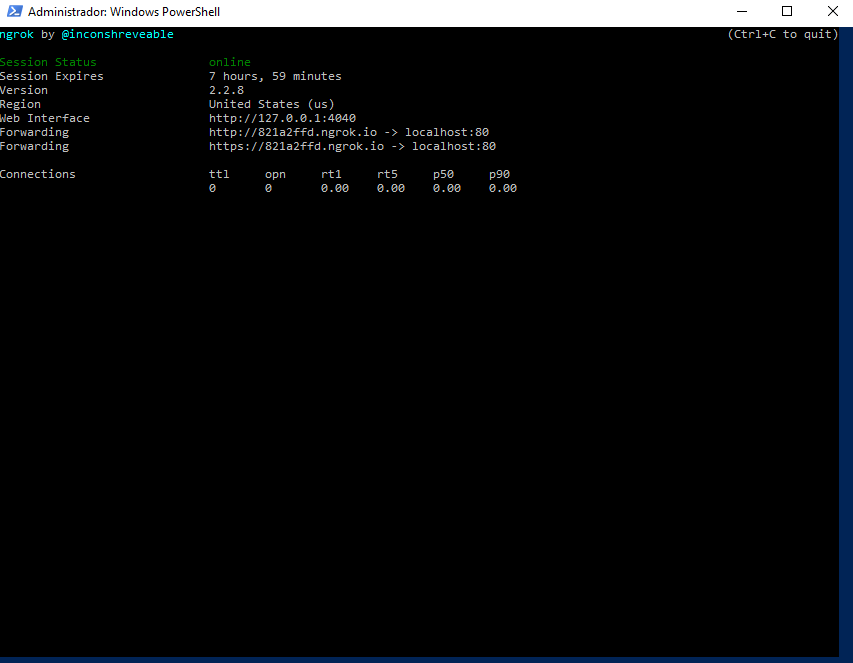 Administrador: Windows PowerShell
ngrok by @inconshreveable (Ctrl+C to quit)
Session Status online
Session Expires 7 hours, 59 minutes
Version 2.2.8
Region United States (us)
Web Interface http://127.0.0.1:4040
Forwarding http://821a2ffd.ngrok.io -> localhost:80
Forwarding https://821a2ffd.ngrok.io -> localhost:80
Connections ttl opn rt1 rt5 p50 p90
0 0 0.00 0.00 0.00 0.00